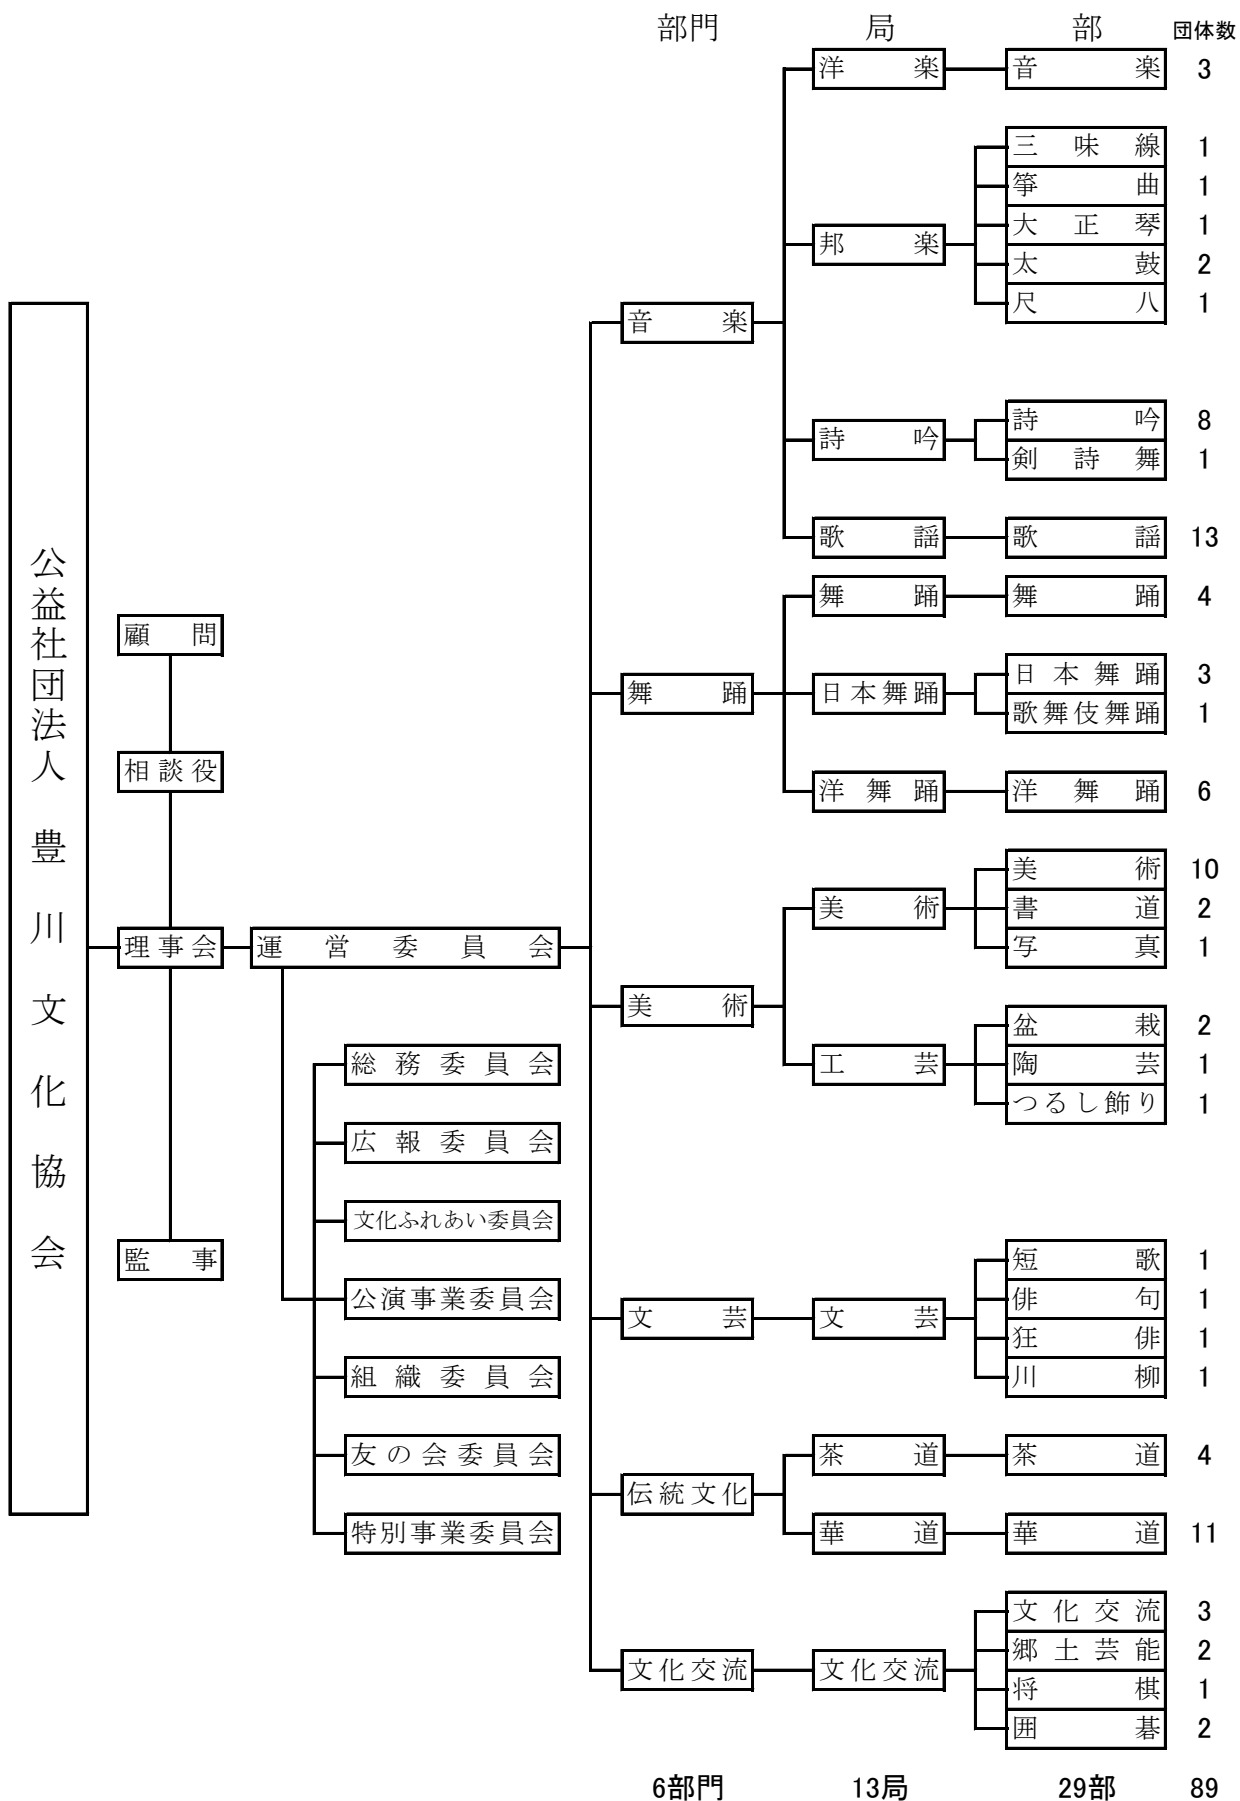 部門 局 部 団体数
公益社団法人 豊川文化協会
顧問
相談役
理事会
監事
運営委員会
総務委員会
広報委員会
文化ふれあい委員会
公演事業委員会
組織委員会
友の会委員会
特別事業委員会
音楽
洋楽 音楽 3
邦楽
三味線 1
箏曲 1
大正琴 1
太鼓 2
尺八 1
詩吟
詩吟 8
剣詩舞 1
歌謡 歌謡 13
舞踊
舞踊 舞踊 4
日本舞踊
日本舞踊 3
歌舞伎舞踊 1
洋舞踊 洋舞踊 6
美術
美術
美術 10
書道 2
写真 1
工芸
盆栽 2
陶芸 1
つるし飾り 1
文芸
文芸
短歌 1
俳句 1
狂俳 1
川柳 1
伝統文化
茶道 茶道 4
華道 華道 11
文化交流
文化交流
文化交流 3
郷土芸能 2
将棋 1
囲碁 2
6部門 13局 29部 89